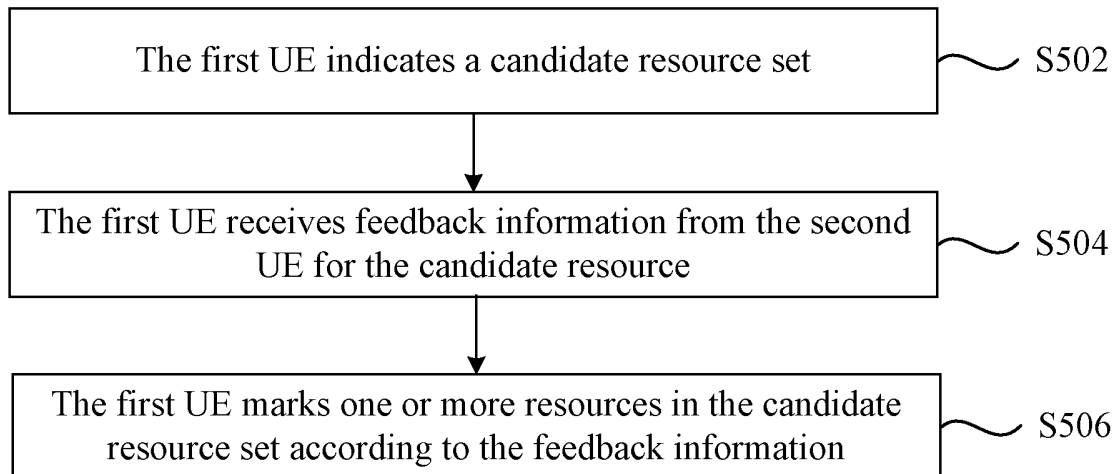 The first UE indicates a candidate resource set
S502
The first UE receives feedback information from the second
UE for the candidate resource
S504
The first UE marks one or more resources in the candidate
resource set according to the feedback information
S506